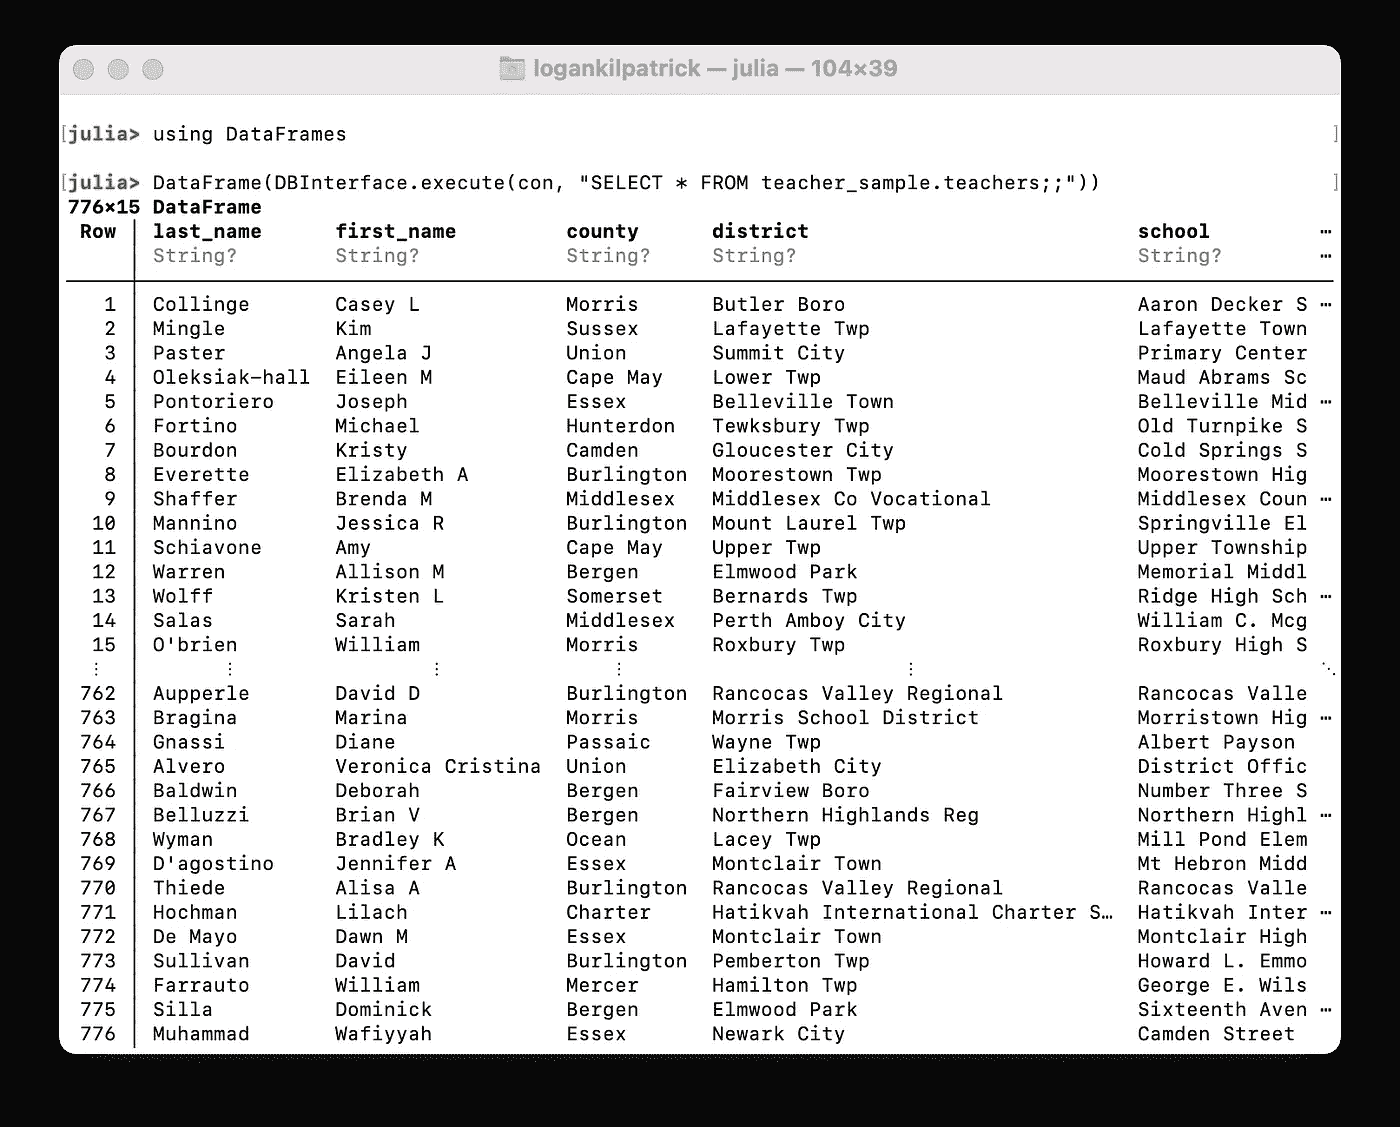 logankilpatrick — julia — 104×39
[julia> using DataFrames ]
[julia> DataFrame(DBInterface.execute(con, "SELECT * FROM teacher_sample.teachers;;")) ]
776×15 DataFrame
Row │ last_name first_name county district school ⋯
│ String? String? String? String? String? ⋯
1 │ Collinge Casey L Morris Butler Boro Aaron Decker S ⋯
2 │ Mingle Kim Sussex Lafayette Twp Lafayette Town
3 │ Paster Angela J Union Summit City Primary Center
4 │ Oleksiak-hall Eileen M Cape May Lower Twp Maud Abrams Sc
5 │ Pontoriero Joseph Essex Belleville Town Belleville Mid ⋯
6 │ Fortino Michael Hunterdon Tewksbury Twp Old Turnpike S
7 │ Bourdon Kristy Camden Gloucester City Cold Springs S
8 │ Everette Elizabeth A Burlington Moorestown Twp Moorestown Hig
9 │ Shaffer Brenda M Middlesex Middlesex Co Vocational Middlesex Coun ⋯
10 │ Mannino Jessica R Burlington Mount Laurel Twp Springville El
11 │ Schiavone Amy Cape May Upper Twp Upper Township
12 │ Warren Allison M Bergen Elmwood Park Memorial Middl
13 │ Wolff Kristen L Somerset Bernards Twp Ridge High Sch ⋯
14 │ Salas Sarah Middlesex Perth Amboy City William C. Mcg
15 │ O'brien William Morris Roxbury Twp Roxbury High S
⋮ │ ⋮ ⋮ ⋮ ⋮ ⋱
762 │ Aupperle David D Burlington Rancocas Valley Regional Rancocas Valle
763 │ Bragina Marina Morris Morris School District Morristown Hig ⋯
764 │ Gnassi Diane Passaic Wayne Twp Albert Payson
765 │ Alvero Veronica Cristina Union Elizabeth City District Offic
766 │ Baldwin Deborah Bergen Fairview Boro Number Three S
767 │ Belluzzi Brian V Bergen Northern Highlands Reg Northern Highl ⋯
768 │ Wyman Bradley K Ocean Lacey Twp Mill Pond Elem
769 │ D'agostino Jennifer A Essex Montclair Town Mt Hebron Midd
770 │ Thiede Alisa A Burlington Rancocas Valley Regional Rancocas Valle
771 │ Hochman Lilach Charter Hatikvah International Charter S… Hatikvah Inter ⋯
772 │ De Mayo Dawn M Essex Montclair Town Montclair High
773 │ Sullivan David Burlington Pemberton Twp Howard L. Emmo
774 │ Farrauto William Mercer Hamilton Twp George E. Wils
775 │ Silla Dominick Bergen Elmwood Park Sixteenth Aven ⋯
776 │ Muhammad Wafiyyah Essex Newark City Camden Street